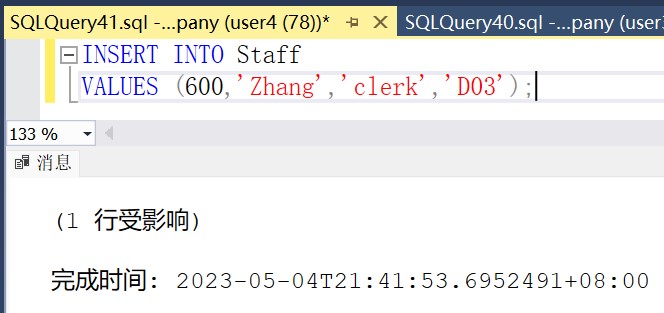 SQLQuery41.sql -...pany (user4 (78))* SQLQuery40.sql -...pany (user
INSERT INTO Staff
VALUES (600,'Zhang','clerk','D03');
133 %
消息
(1 行受影响)
完成时间: 2023-05-04T21:41:53.6952491+08:00